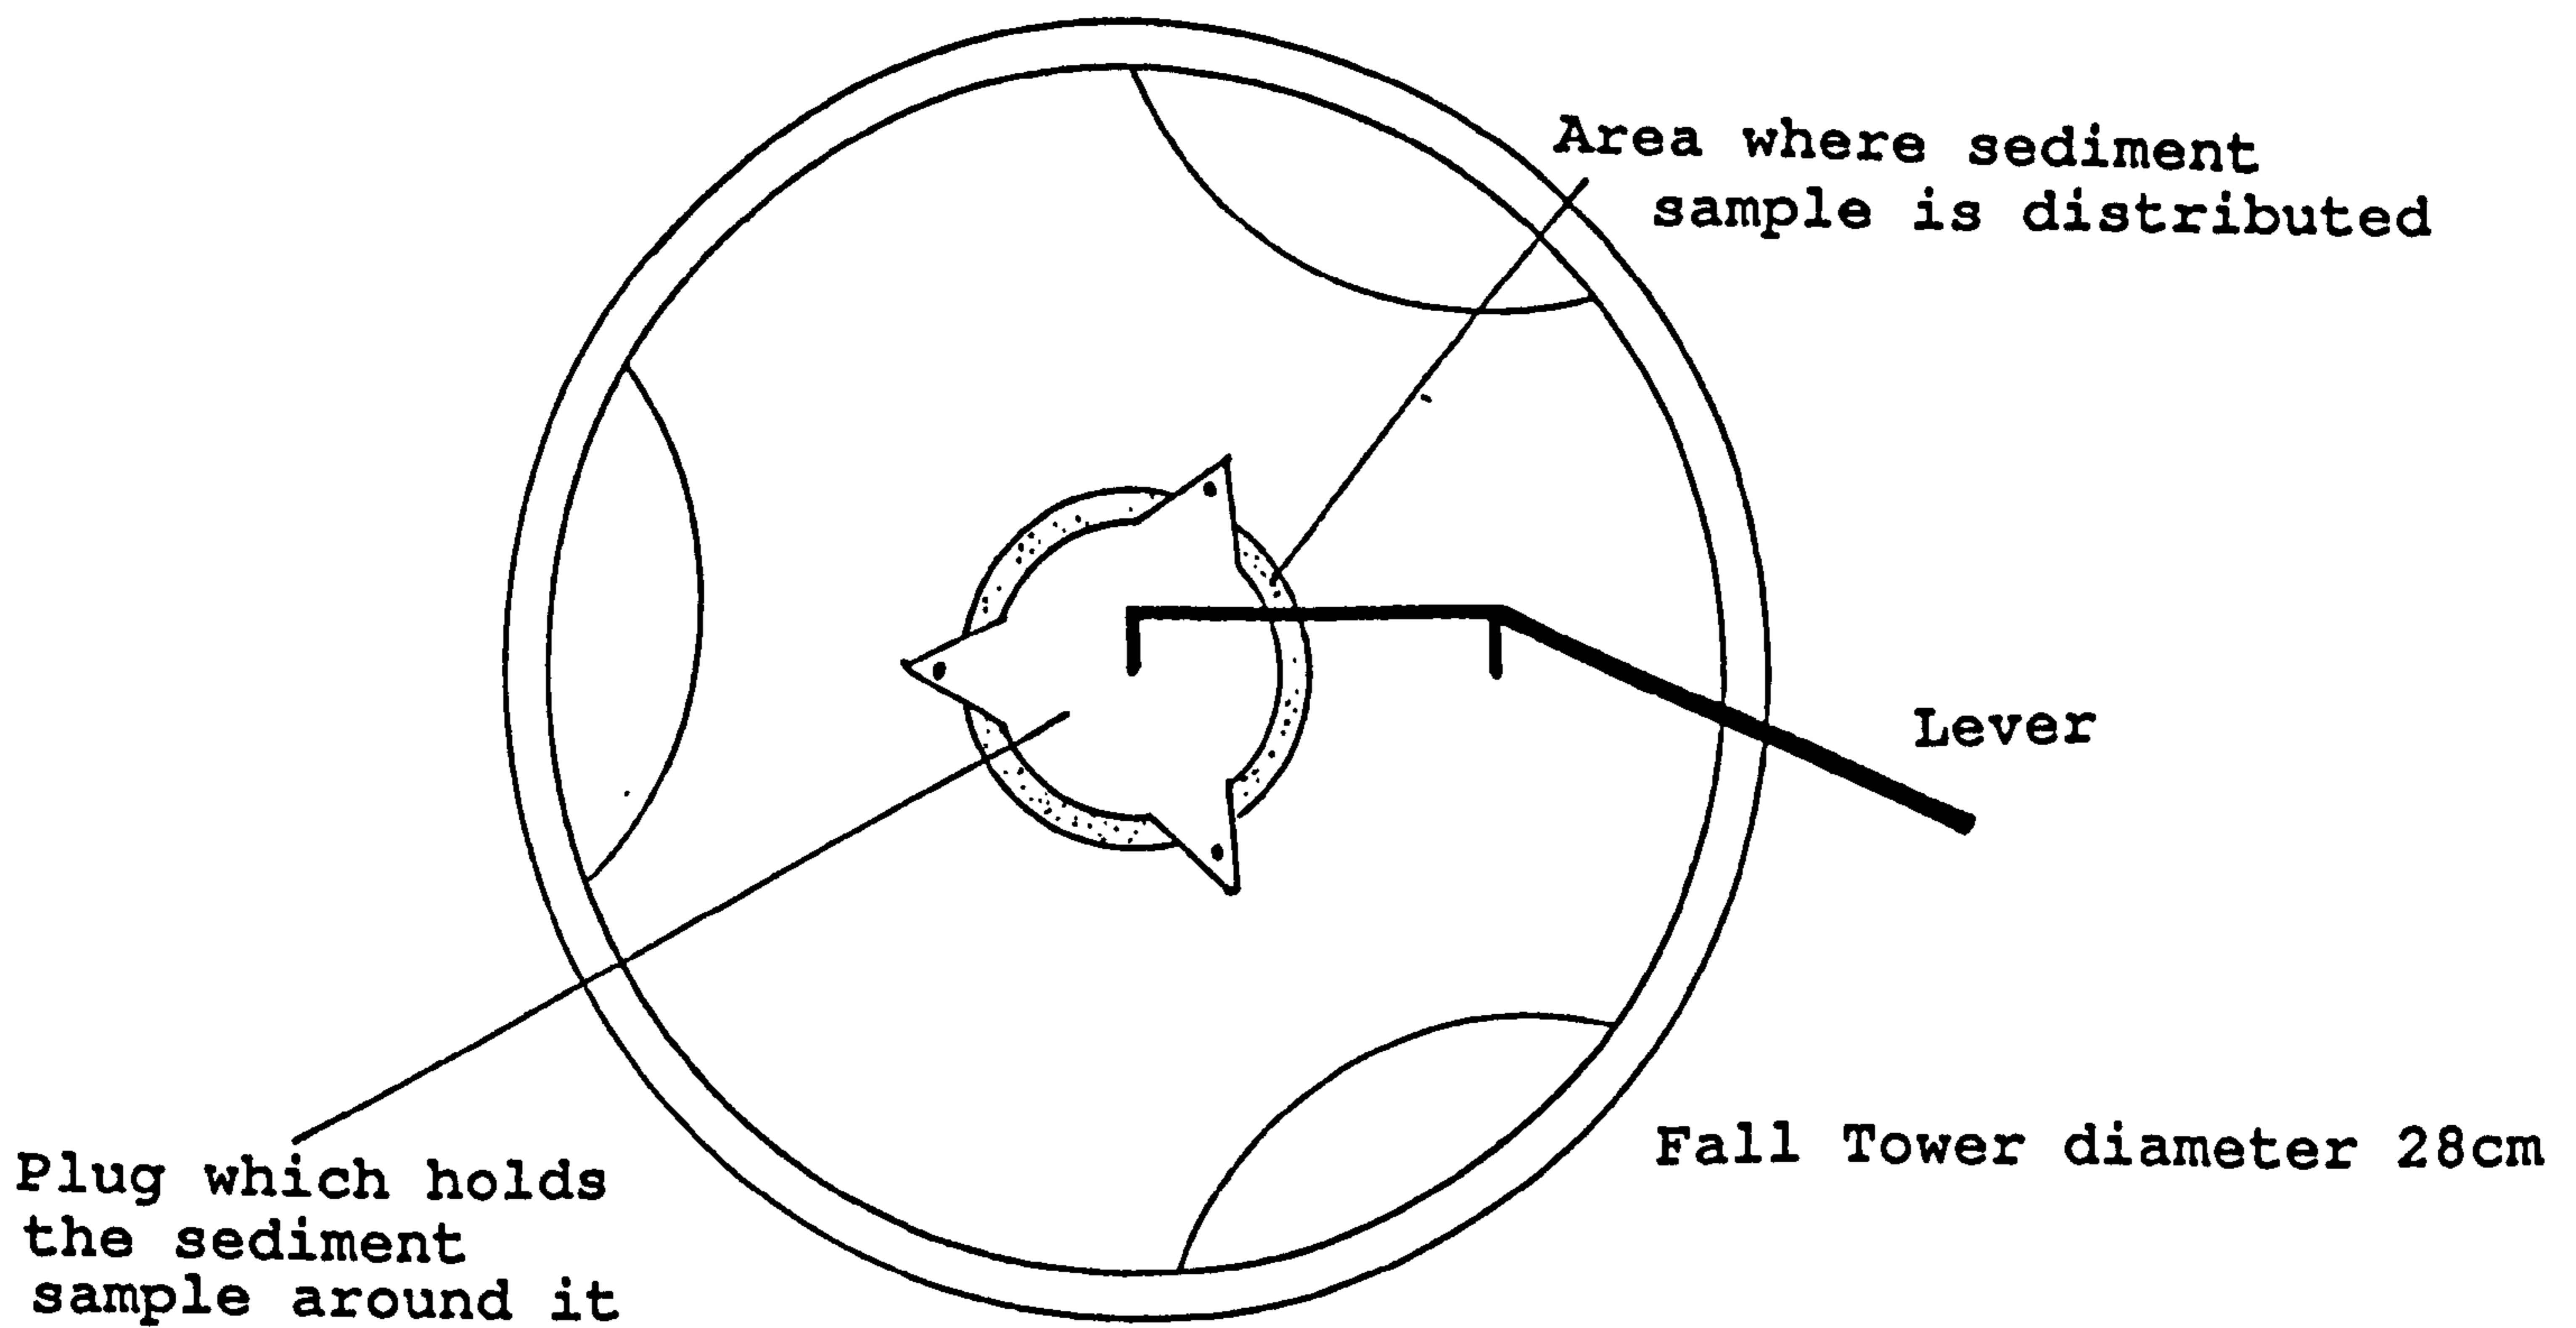 Area where sediment
sample is distributed
Lever
Fall Tower diameter 28cm
Plug which holds
the sediment
sample around it